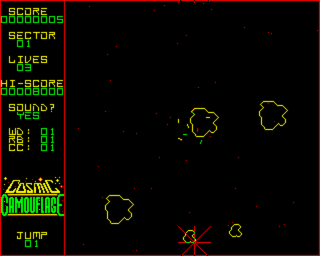 SCORE
00000005
SECTOR
01
LIVES
03
HI-SCORE
00008000
SOUND?
YES
WD: 01
RB: 01
CC: 01
COSMIC
CAMOUFLAGE
JUMP
01